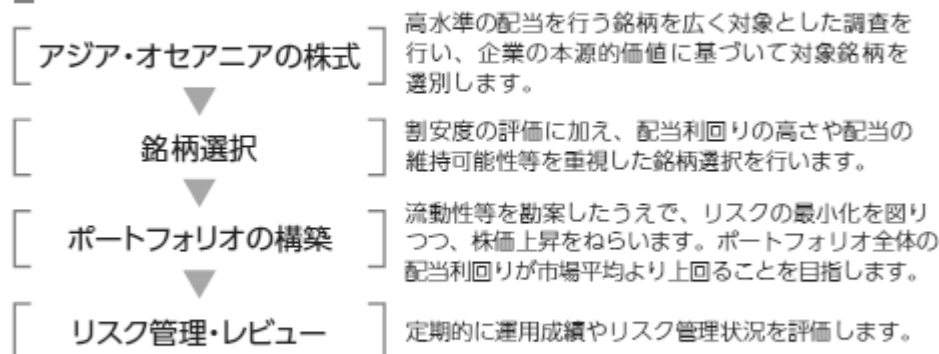 アジア・オセアニアの株式
高水準の配当を行う銘柄を広く対象とした調査を
行い、企業の本源的価値に基づいて対象銘柄を
選別します。
銘柄選択
割安度の評価に加え、配当利回りの高さや配当の
維持可能性等を重視した銘柄選択を行います。
ポートフォリオの構築
流動性等を勘案したうえで、リスクの最小化を図り
つつ、株価上昇をねらいます。ポートフォリオ全体の
配当利回りが市場平均より上回ることを目指します。
リスク管理・レビュー
定期的に運用成績やリスク管理状況を評価します。